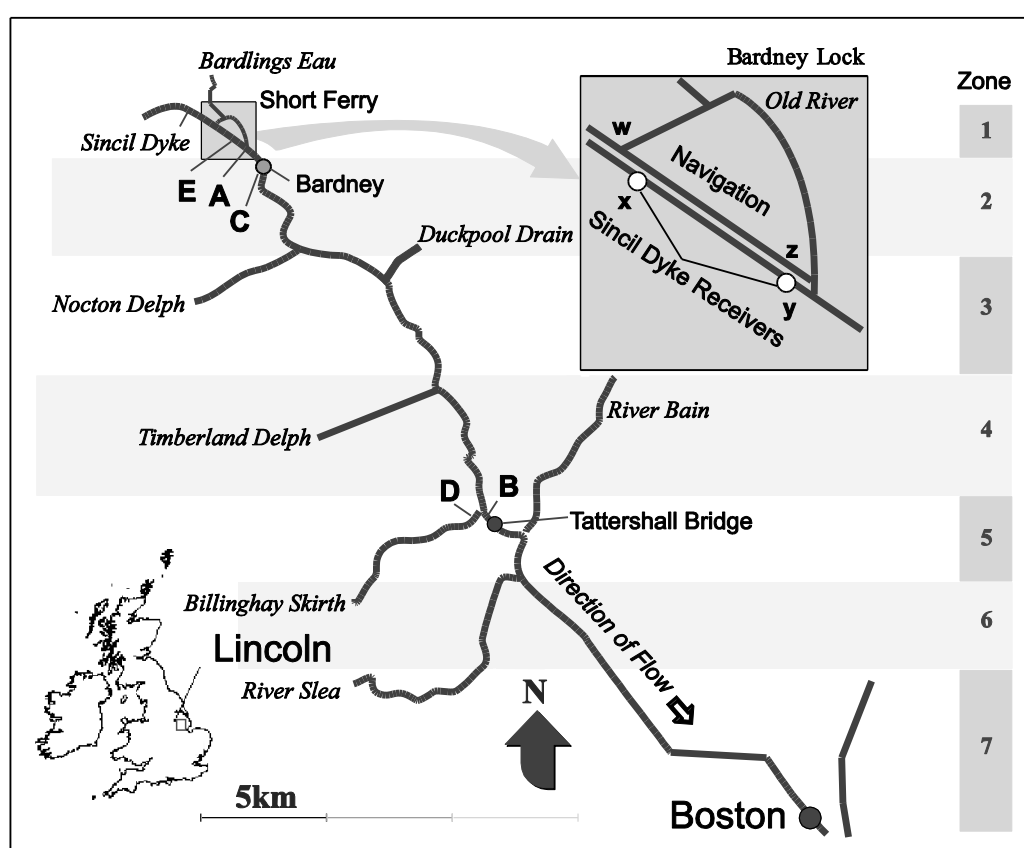 Bardlings Eau
Short Ferry
Sincil Dyke
E
A
C
Bardney
Duckpool Drain
Nocton Delph
Timberland Delph
River Bain
D
B
Tattershall Bridge
Billinghay Skirth
River Slea
Lincoln
Direction of Flow
N
5km
Boston
Bardney Lock
Old River
w
Navigation
x
z
Sincil Dyke Receivers
y
Zone
1
2
3
4
5
6
7